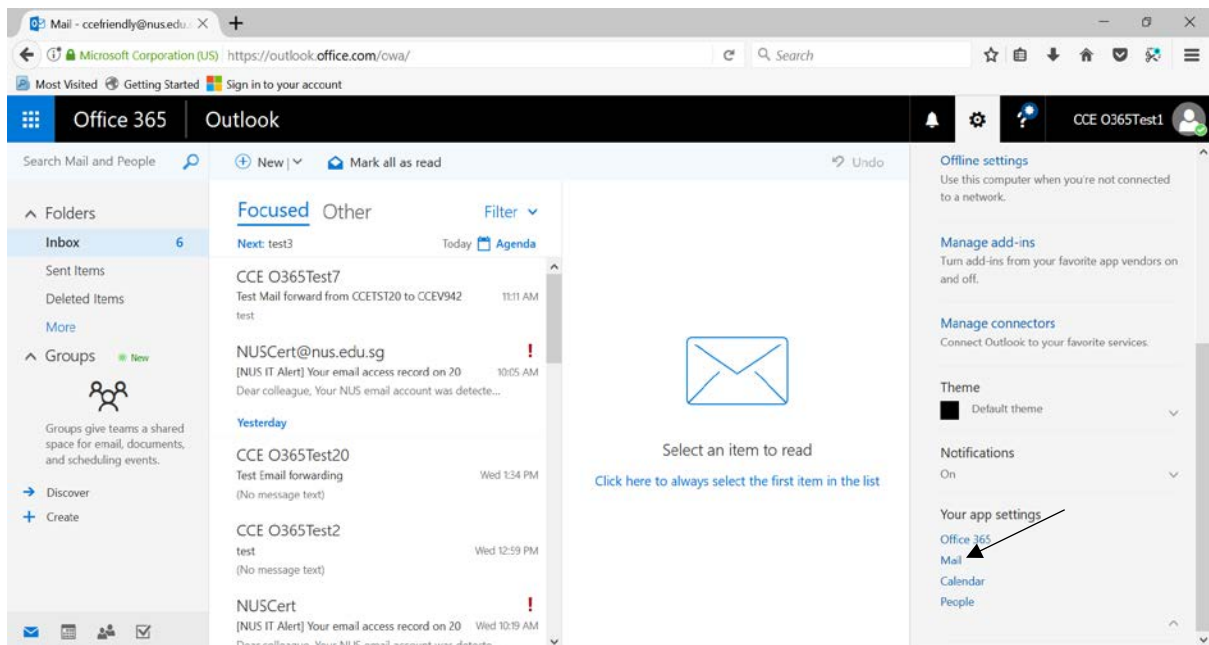 Mail - ccefriendly@nus.edu.
Microsoft Corporation (US) https://outlook.office.com/owa/
Search
Most Visited Getting Started Sign in to your account
Office 365 Outlook
CCE O365Test1
Search Mail and People
New
Mark all as read
Undo
Folders
Inbox 6
Sent Items
Deleted Items
More
Groups New
Groups give teams a shared
space for email, documents,
and scheduling events.
Discover
Create
Focused Other Filter
Next: test3 Today Agenda
CCE O365Test7
Test Mail forward from CCETST20 to CCEV942 11:11 AM
test
NUSCert@nus.edu.sg !
[NUS IT Alert] Your email access record on 20 10:05 AM
Dear colleague, Your NUS email account was detecte...
Yesterday
CCE O365Test20
Test Email forwarding Wed 1:34 PM
(No message text)
CCE O365Test2
test Wed 12:59 PM
(No message text)
NUSCert !
[NUS IT Alert] Your email access record on 20 Wed 10:19 AM
Select an item to read
Click here to always select the first item in the list
Offline settings
Use this computer when you're not connected
to a network.
Manage add-ins
Turn add-ins from your favorite app vendors on
and off.
Manage connectors
Connect Outlook to your favorite services.
Theme
Default theme
Notifications
On
Your app settings
Office 365
Mail
Calendar
People